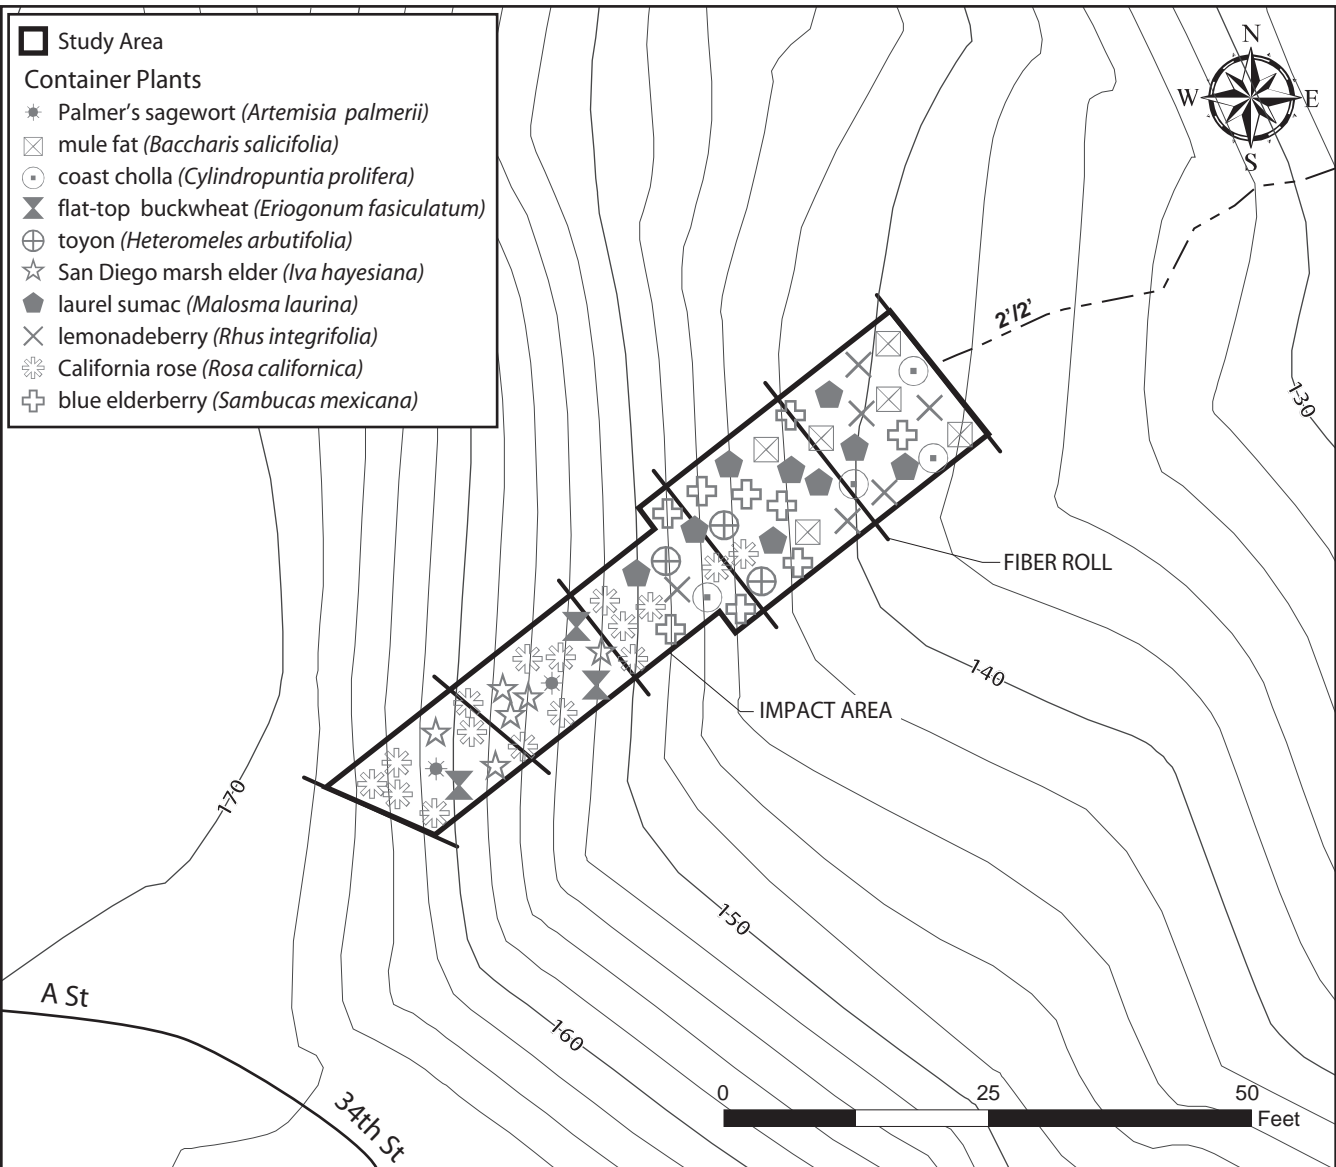 Study Area
Container Plants
Palmer's sagewort (Artemisia palmerii)
mule fat (Baccharis salicifolia)
coast cholla (Cylindropuntia prolifera)
flat-top buckwheat (Eriogonum fasiculatum)
toyon (Heteromeles arbutifolia)
San Diego marsh elder (Iva hayesiana)
laurel sumac (Malosma laurina)
lemonadeberry (Rhus integrifolia)
California rose (Rosa californica)
blue elderberry (Sambucas mexicana)
N
W
E
S
2'/2'
130
FIBER ROLL
140
IMPACT AREA
170
150
A St
160
34th St
0
25
50
Feet